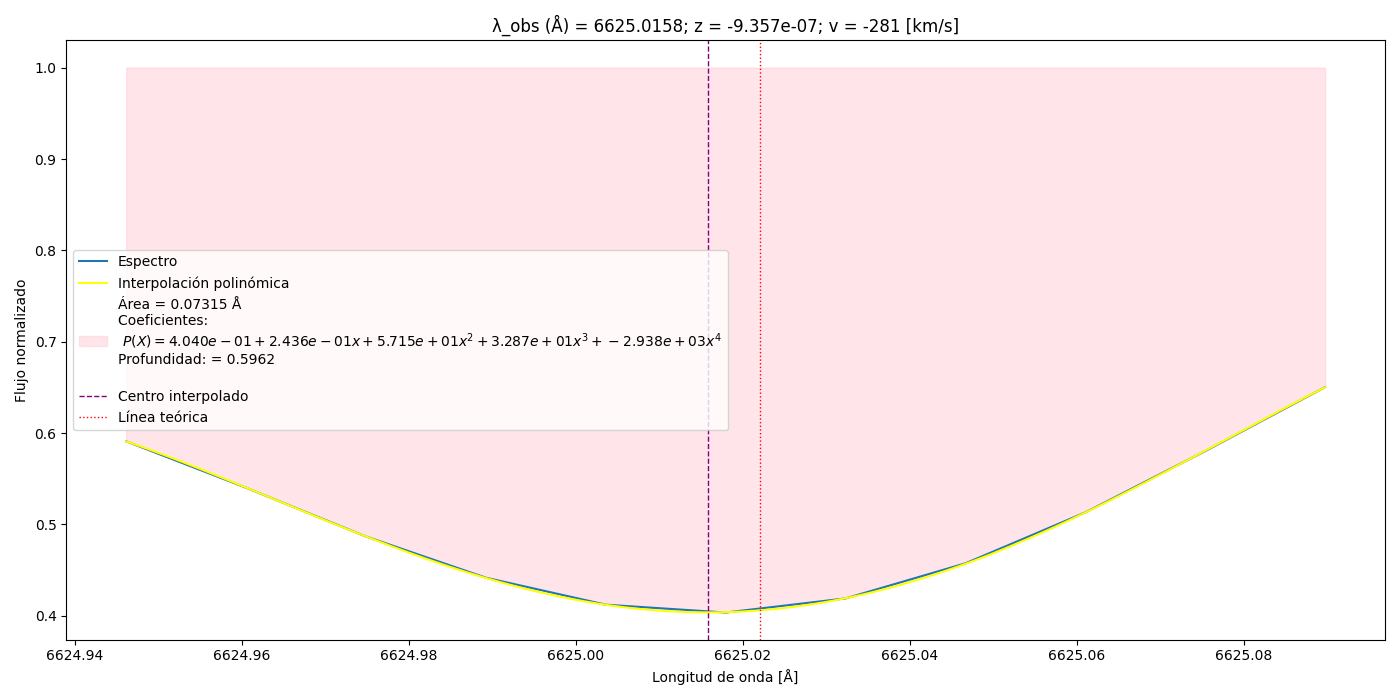 λ_obs (Å) = 6625.0158; z = -9.357e-07; v = -281 [km/s]
Flujo normalizado
1.0
0.9
0.8
0.7
0.6
0.5
0.4
Espectro
Interpolación polinómica
Área = 0.07315 Å
Coeficientes:
P(X) = 4.040e − 01 + 2.436e − 01x + 5.715e + 01x² + 3.287e + 01x³ + − 2.938e + 03x⁴
Profundidad: = 0.5962
Centro interpolado
Línea teórica
6624.94 6624.96 6624.98 6625.00 6625.02 6625.04 6625.06 6625.08
Longitud de onda [Å]